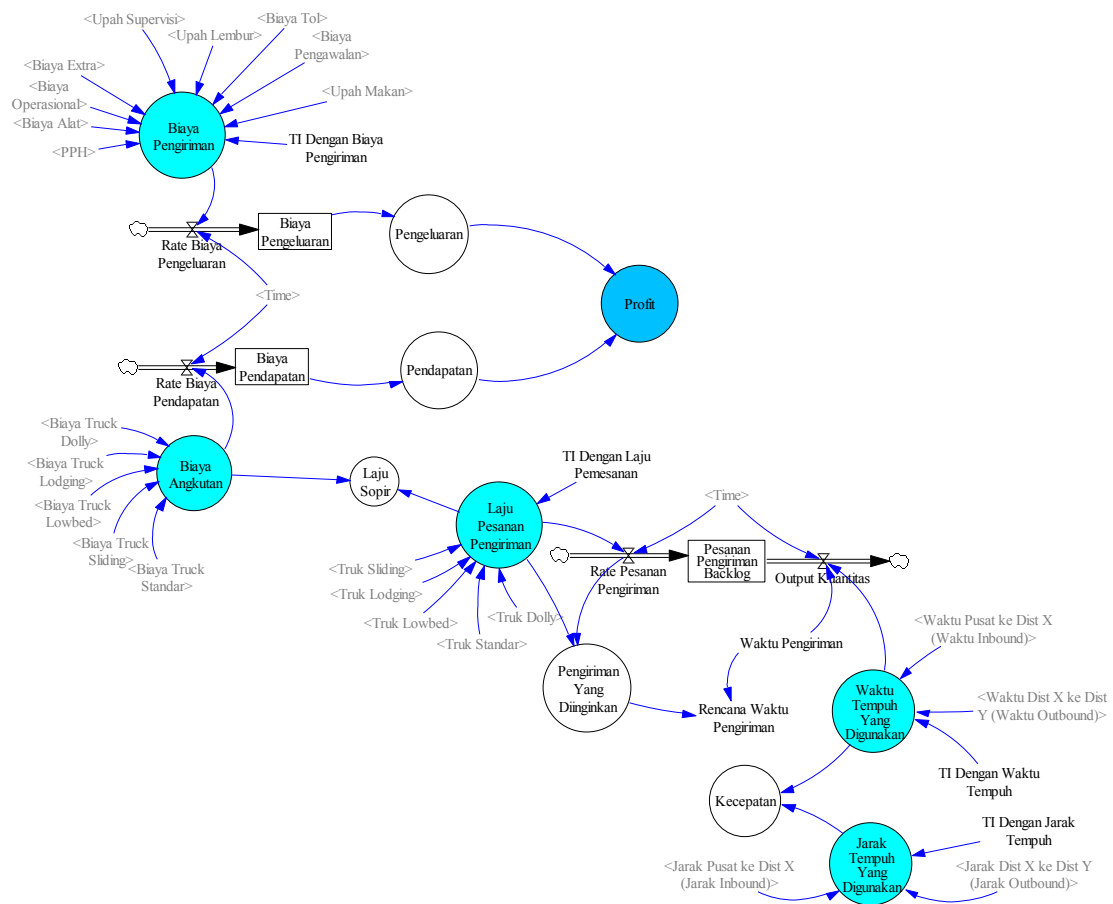 <Upah Supervisi>
<Upah Lembur>
<Biaya Tol>
<Biaya
Pengawalan>
<Biaya Extra>
<Biaya
Operasional>
<Upah Makan>
<Biaya Alat>
<PPH>
Biaya
Pengiriman
TI Dengan Biaya
Pengiriman
Rate Biaya
Pengeluaran
Biaya
Pengeluaran
Pengeluaran
<Time>
Profit
Rate Biaya
Pendapatan
Biaya
Pendapatan
Pendapatan
<Biaya Truck
Dolly>
<Biaya Truck
Lodging>
<Biaya Truck
Lowbed>
<Biaya Truck
Sliding>
<Biaya Truck
Standar>
Biaya
Angkutan
Laju
Sopir
TI Dengan Laju
Pemesanan
Laju
Pesanan
Pengiriman
<Truk Sliding>
<Truk Lodging>
<Truk Lowbed>
<Truk Standar>
<Truk Dolly>
<Time>
Rate Pesanan
Pengiriman
Pesanan
Pengiriman
Backlog
Output Kuantitas
Pengiriman
Yang
Diinginkan
Waktu Pengiriman
Rencana Waktu
Pengiriman
<Waktu Pusat ke Dist X
(Waktu Inbound)>
Waktu
Tempuh
Yang
Digunakan
<Waktu Dist X ke Dist
Y (Waktu Outbound)>
TI Dengan Waktu
Tempuh
Kecepatan
TI Dengan Jarak
Tempuh
Jarak
Tempuh
Yang
Digunakan
<Jarak Pusat ke Dist X
(Jarak Inbound)>
<Jarak Dist X ke Dist Y
(Jarak Outbound)>